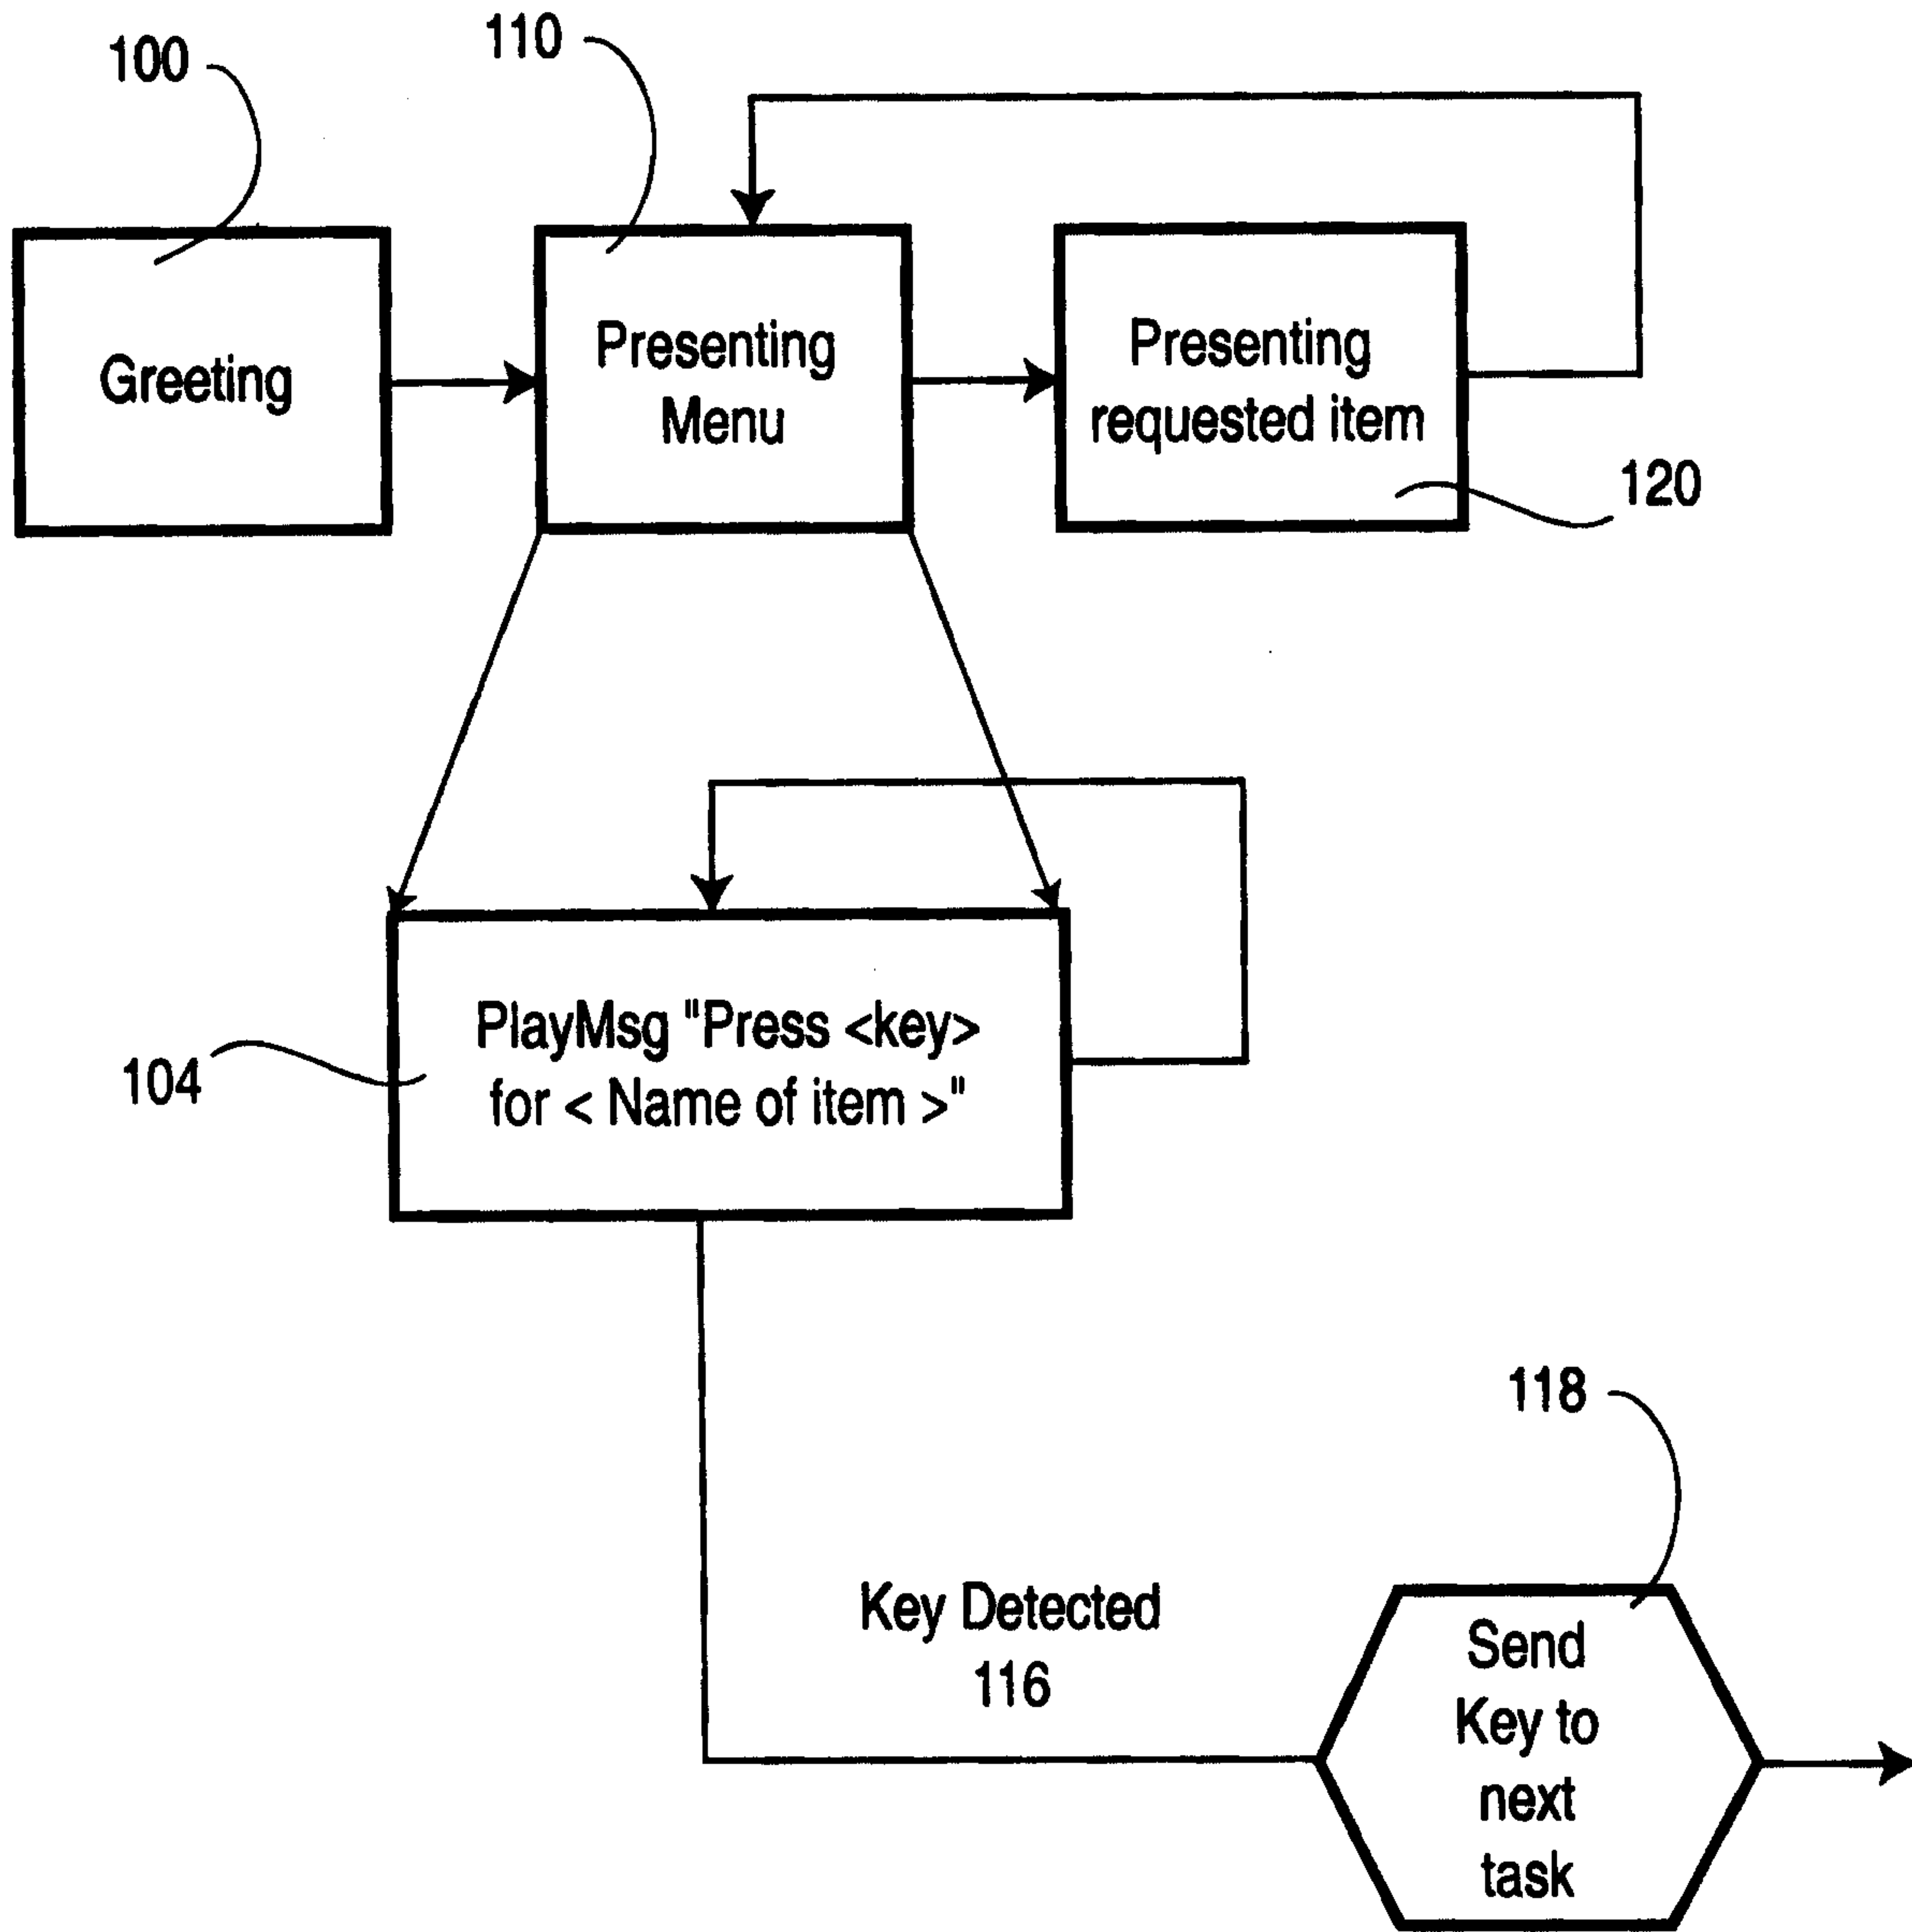 100
110
Greeting
Presenting
Menu
Presenting
requested item
120
PlayMsg "Press <key>
for < Name of item >"
104
118
Key Detected
116
Send
Key to
next
task